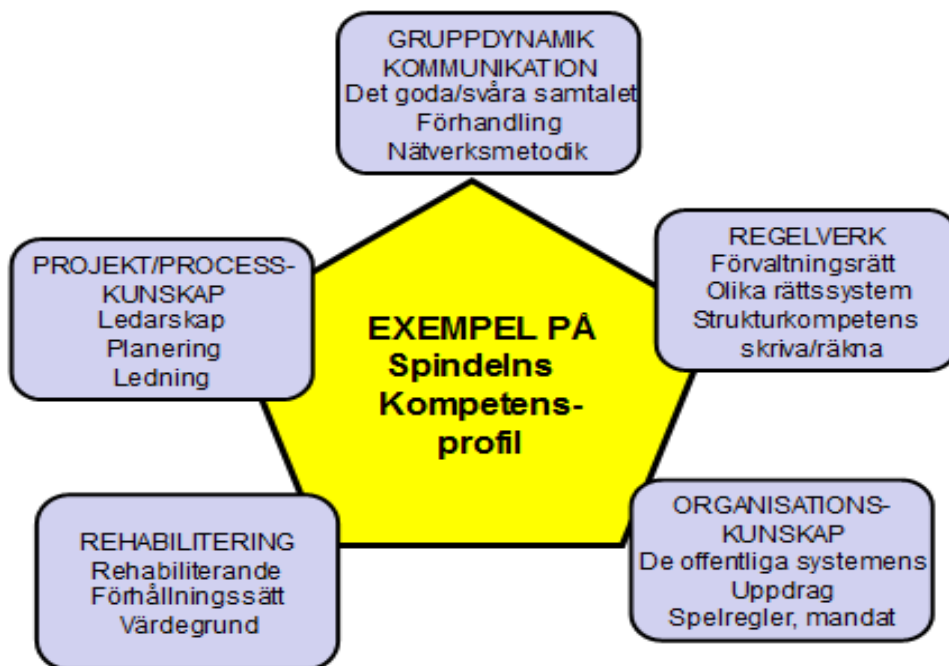 GRUPPDYNAMIK
KOMMUNIKATION
Det goda/svåra samtalet
Förhandling
Nätverksmetodik
PROJEKT/PROCESS-
KUNSKAP
Ledarskap
Planering
Ledning
EXEMPEL PÅ
Spindelns
Kompetens-
profil
REGELVERK
Förvaltningsrätt
Olika rättssystem
Strukturkompetens
skriva/räkna
REHABILITERING
Rehabiliterande
Förhållningssätt
Värdegrund
ORGANISATIONS-
KUNSKAP
De offentliga systemens
Uppdrag
Spelregler, mandat